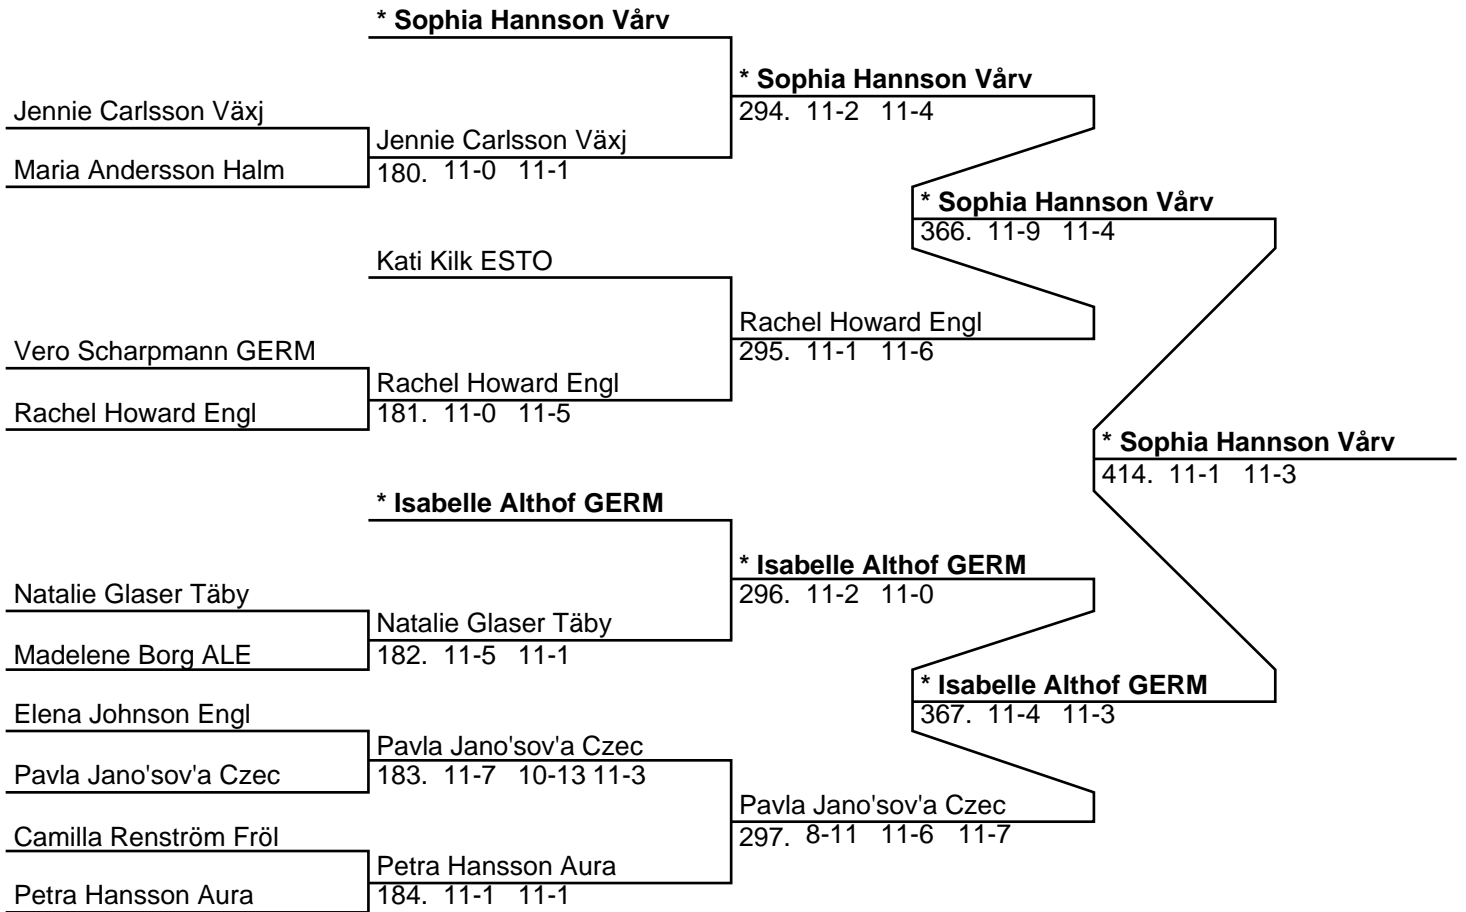 * Sophia Hannson Vårv
* Sophia Hannson Vårv
294. 11-2 11-4
Jennie Carlsson Växj
Jennie Carlsson Växj
180. 11-0 11-1
Maria Andersson Halm
* Sophia Hannson Vårv
366. 11-9 11-4
Kati Kilk ESTO
Rachel Howard Engl
295. 11-1 11-6
Vero Scharpmann GERM
Rachel Howard Engl
181. 11-0 11-5
Rachel Howard Engl
* Sophia Hannson Vårv
414. 11-1 11-3
* Isabelle Althof GERM
* Isabelle Althof GERM
296. 11-2 11-0
Natalie Glaser Täby
Natalie Glaser Täby
182. 11-5 11-1
Madelene Borg ALE
* Isabelle Althof GERM
367. 11-4 11-3
Elena Johnson Engl
Pavla Jano'sov'a Czec
183. 11-7 10-13 11-3
Pavla Jano'sov'a Czec
Pavla Jano'sov'a Czec
297. 8-11 11-6 11-7
Camilla Renström Fröl
Petra Hansson Aura
184. 11-1 11-1
Petra Hansson Aura